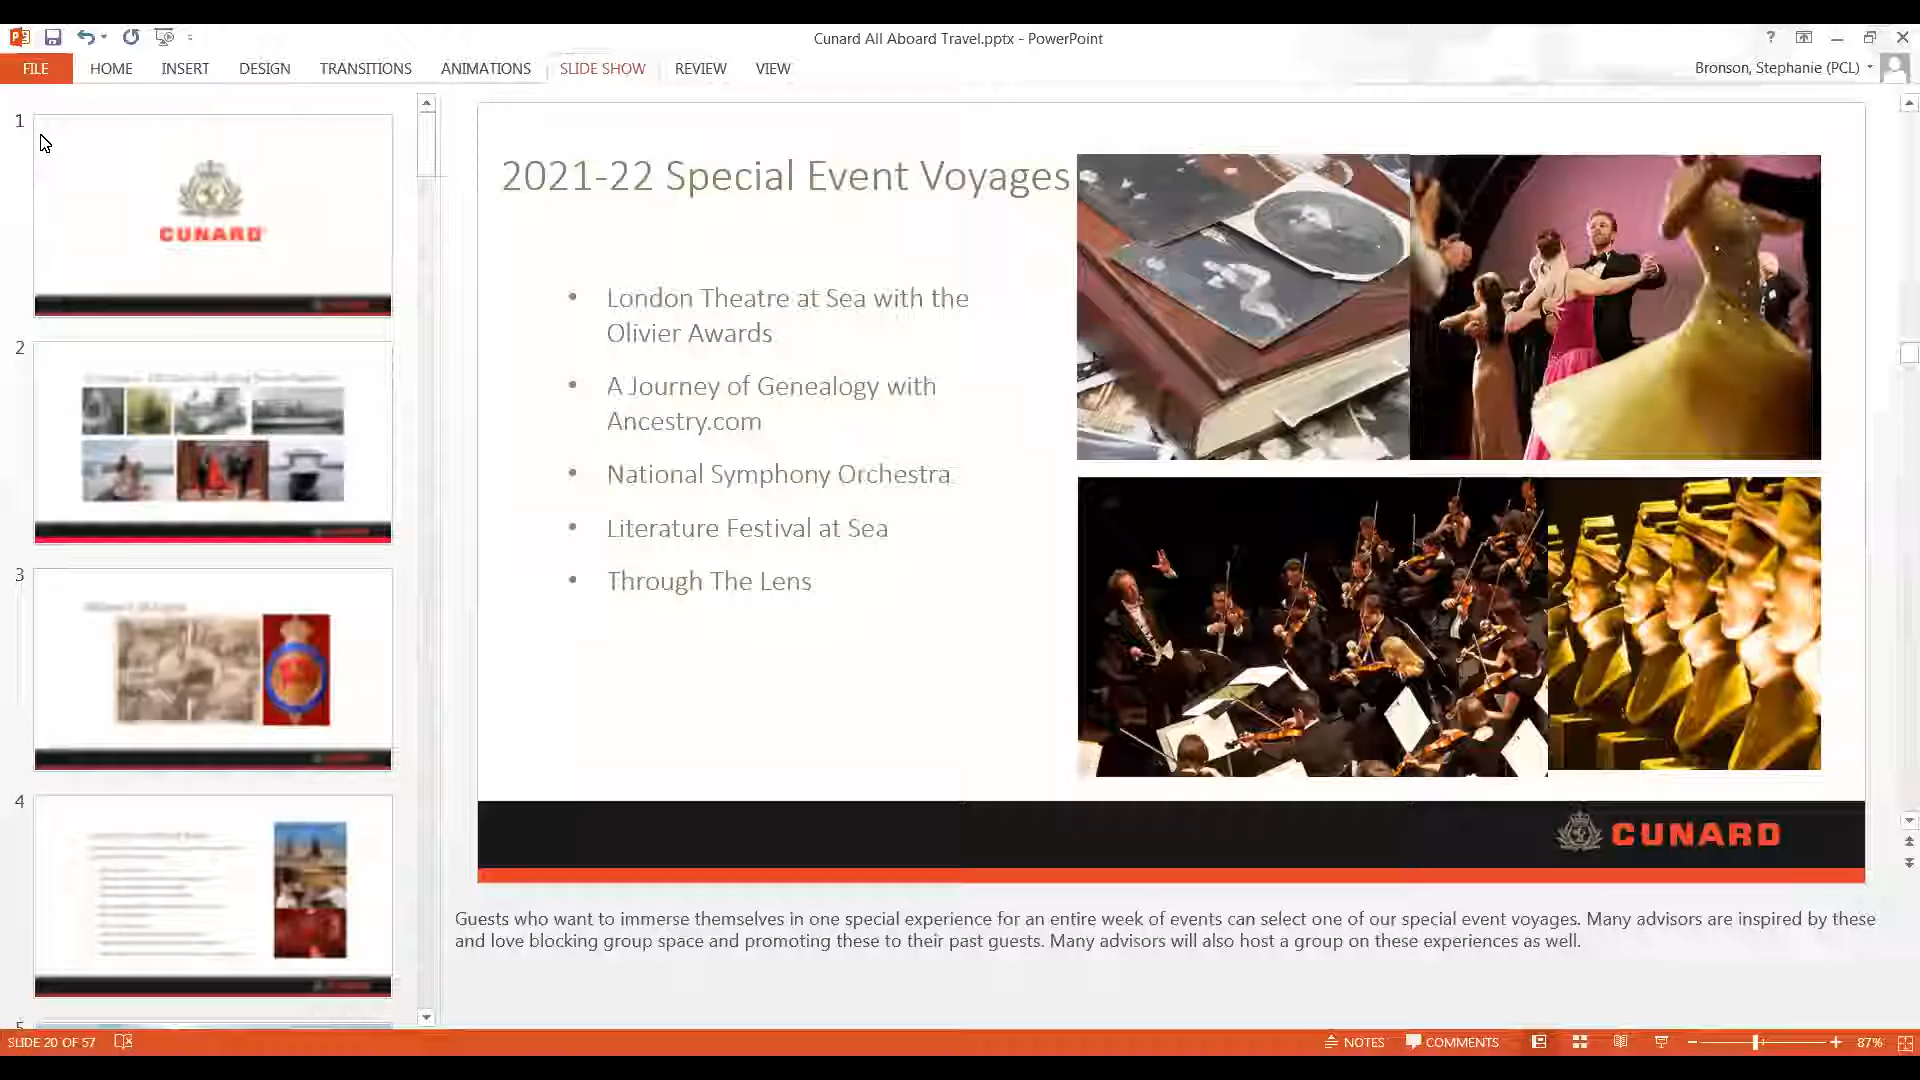 Cunard All Aboard Travel.pptx - PowerPoint
?
FILE
HOME
INSERT
DESIGN
TRANSITIONS
ANIMATIONS
SLIDE SHOW
REVIEW
VIEW
Bronson, Stephanie (PCL)
1
CUNARD
2
3
4
5
2021-22 Special Event Voyages
• London Theatre at Sea with the
Olivier Awards
• A Journey of Genealogy with
Ancestry.com
• National Symphony Orchestra
• Literature Festival at Sea
• Through The Lens
CUNARD
Guests who want to immerse themselves in one special experience for an entire week of events can select one of our special event voyages. Many advisors are inspired by these
and love blocking group space and promoting these to their past guests. Many advisors will also host a group on these experiences as well.
SLIDE 20 OF 57
NOTES
COMMENTS
87%